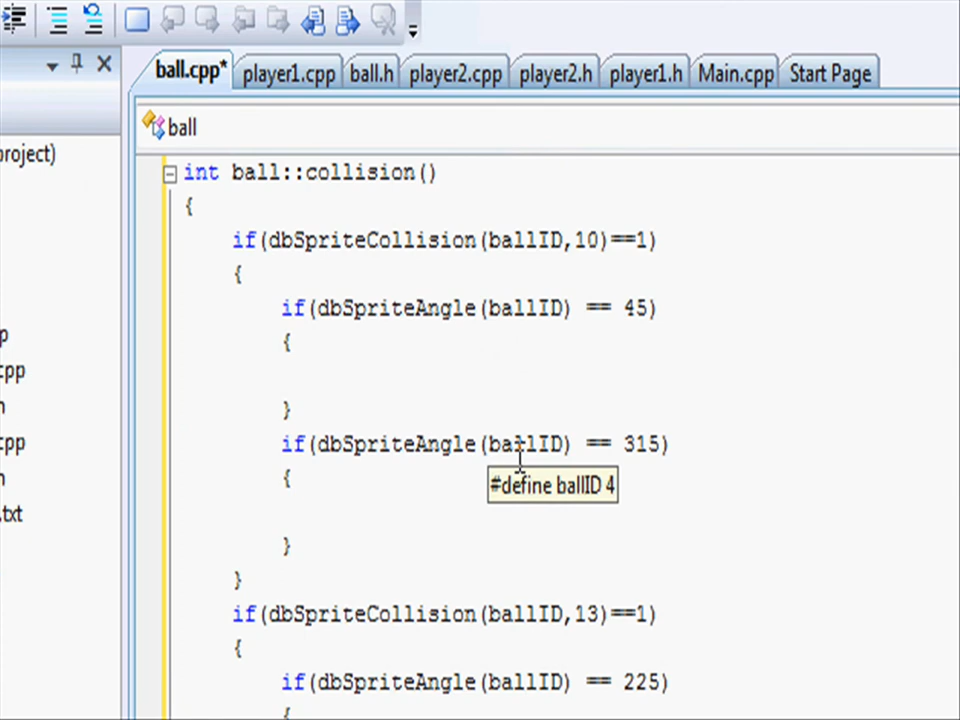 ball.cpp* player1.cpp ball.h player2.cpp player2.h player1.h Main.cpp Start Page
ball
project)
int ball::collision()
{
if(dbSpriteCollision(ballID,10)==1)
{
if(dbSpriteAngle(ballID) == 45)
{
p
.cpp
h
}
if(dbSpriteAngle(ballID) == 315)
.cpp
{
#define ballID 4
h
.txt
}
}
if(dbSpriteCollision(ballID,13)==1)
{
if(dbSpriteAngle(ballID) == 225)
{